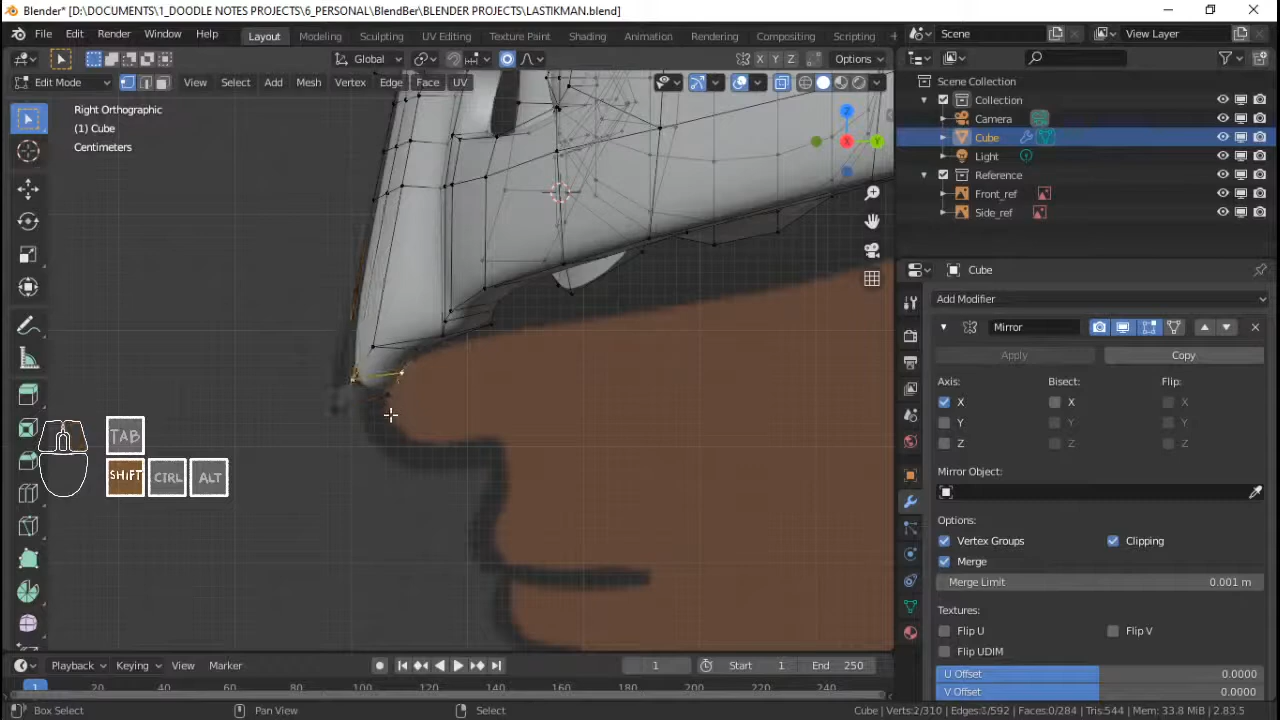 Blender* [D:\DOCUMENTS\1_DOODLE NOTES PROJECTS\6_PERSONAL\BlendBer\BLENDER PROJECTS\LASTIKMAN.blend]
File Edit Render Window Help Layout Modeling Sculpting UV Editing Texture Paint Shading Animation Rendering Compositing Scripting + Scene View Layer
Global X Y Z Options
Edit Mode View Select Add Mesh Vertex Edge Face UV
Right Orthographic
(1) Cube
Centimeters
Z
X
Y
Scene Collection
Collection
Camera
Cube
Light
Reference
Front_ref
Side_ref
Cube
Add Modifier
Mirror
Apply Copy
Axis: Bisect: Flip:
X X X
Y Y Y
Z Z Z
Mirror Object:
Options:
Vertex Groups Clipping
Merge
Merge Limit 0.001 m
Textures:
Flip U Flip V
Flip UDIM
U Offset 0.0000
V Offset 0.0000
TAB
SHIFT CTRL ALT
Playback Keying View Marker 1 Start 1 End 250
1 20 40 60 80 100 120 140 160 180 200 220 240
Box Select Pan View Select Cube | Verts:2/310 | Edges:1/592 | Faces:0/284 | Tris:544 | Mem: 33.8 MiB | 2.83.5